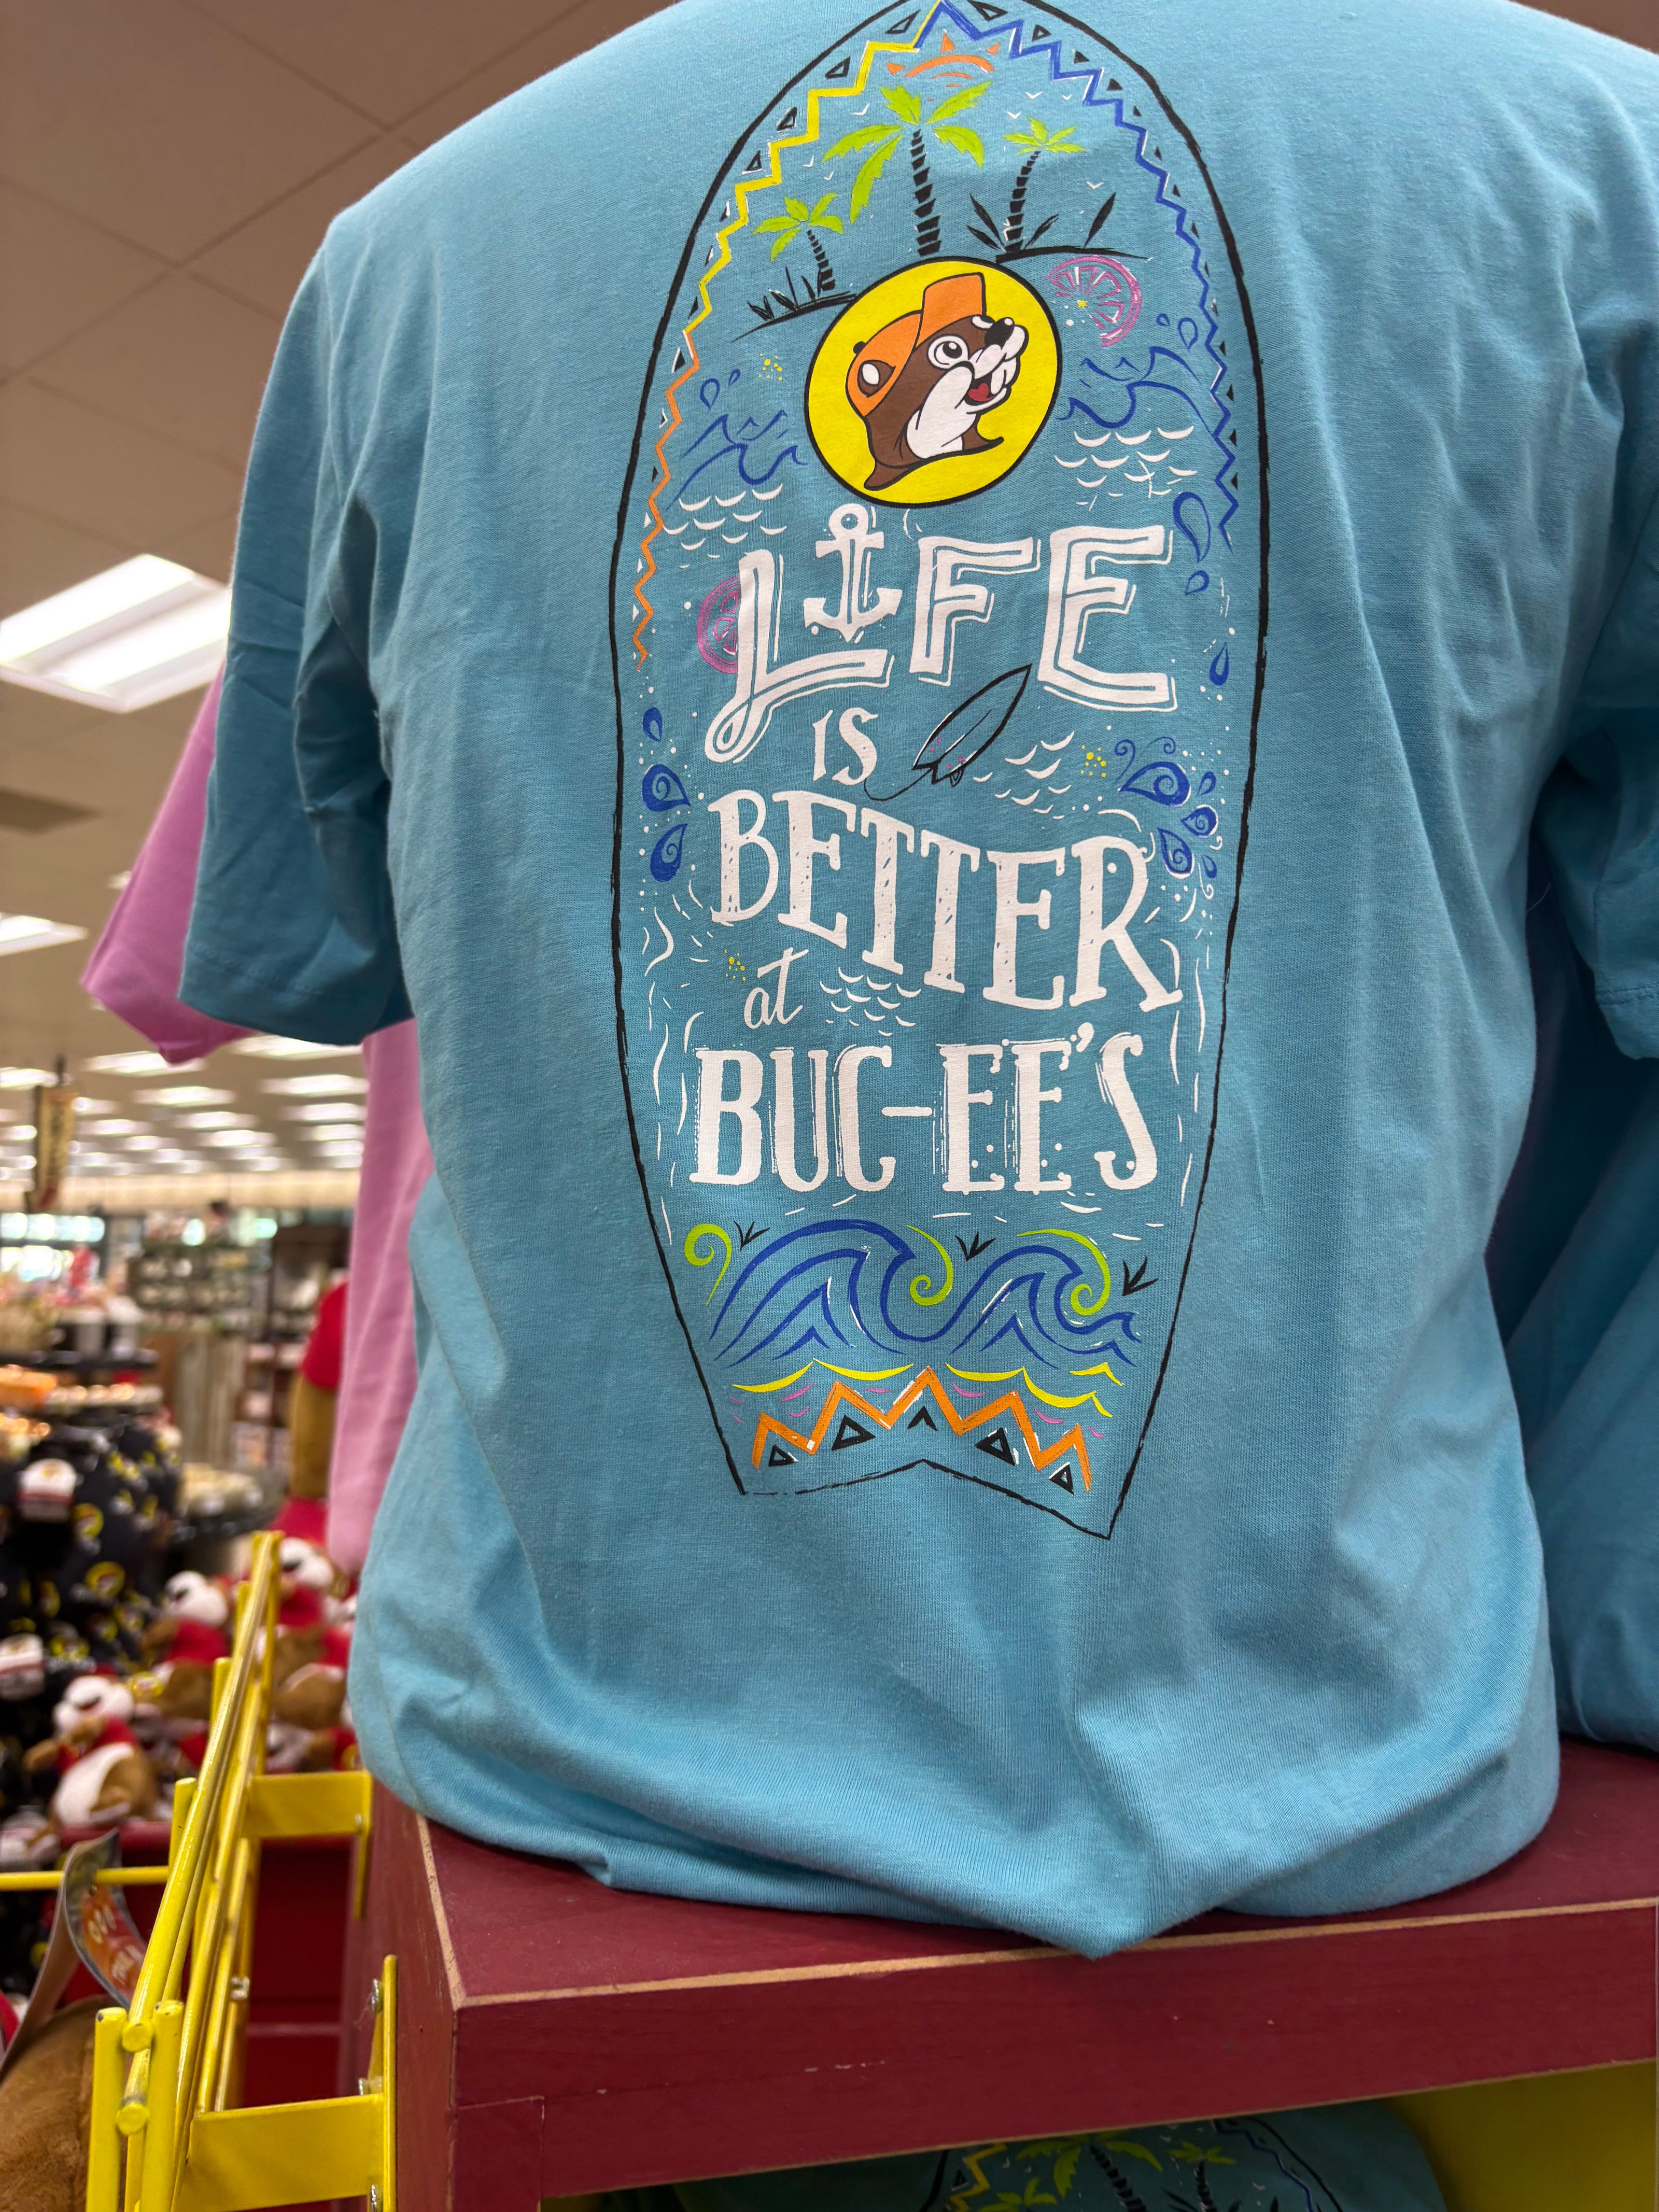 LIFE
IS
BETTER
at
BUC-EE'S